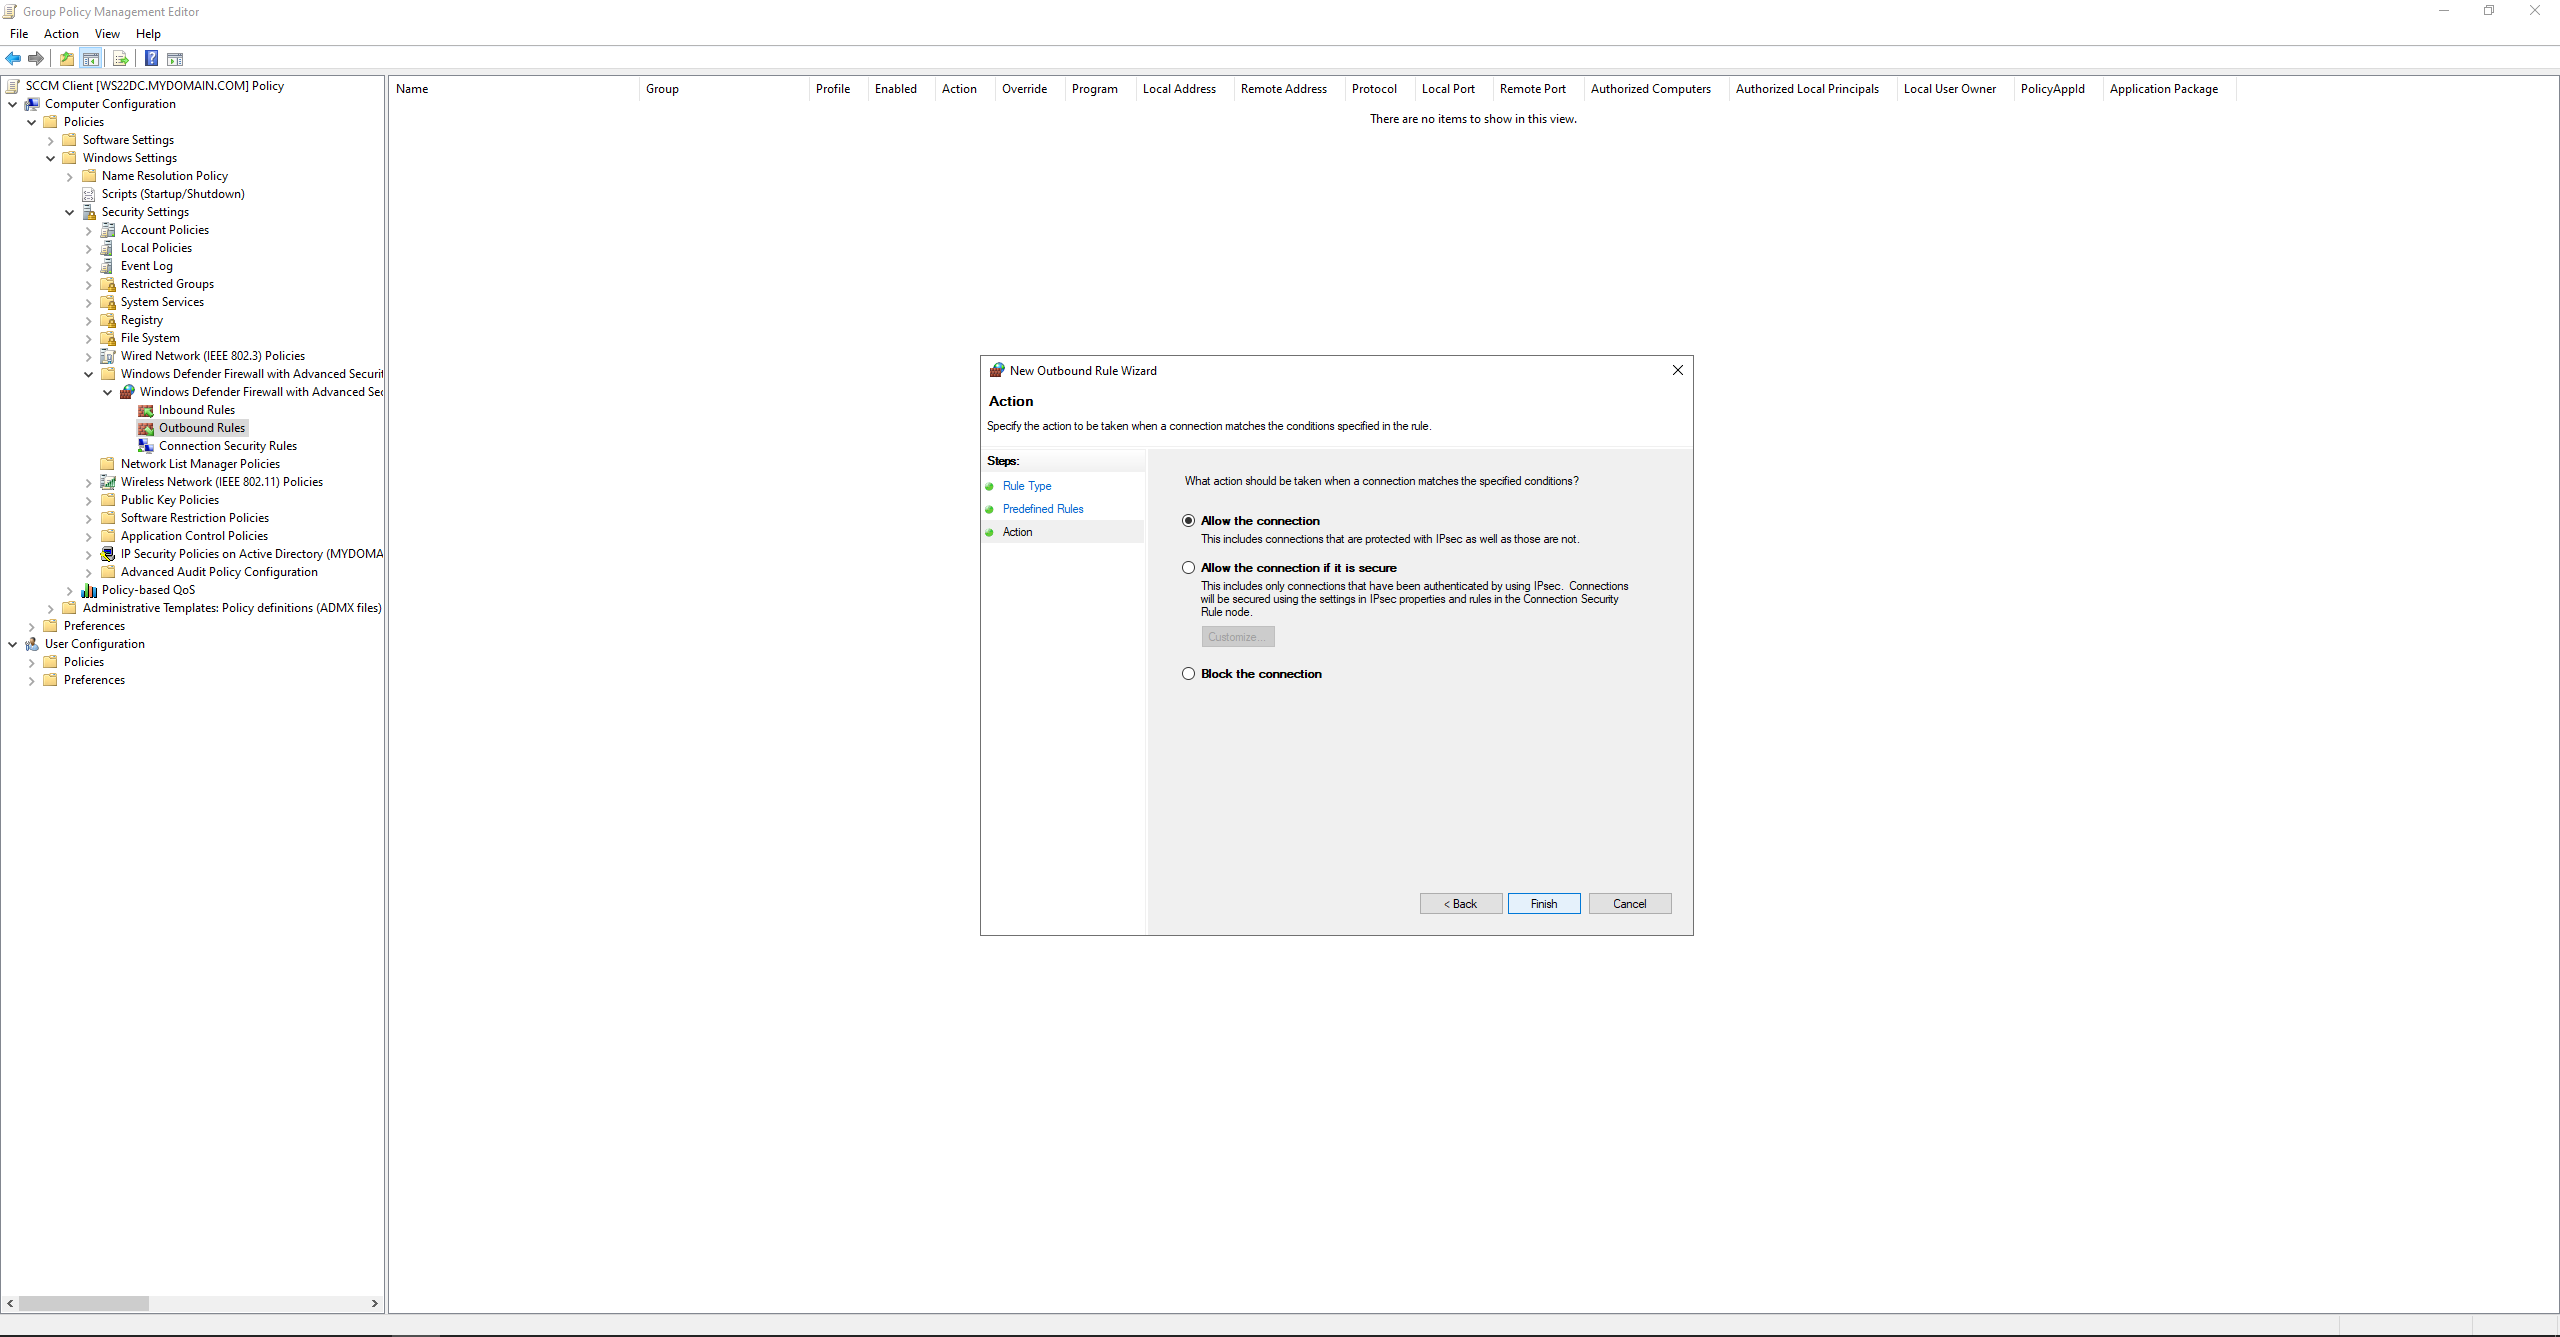 Group Policy Management Editor
File Action View Help
SCCM Client [WS22DC.MYDOMAIN.COM] Policy
Computer Configuration
Policies
Software Settings
Windows Settings
Name Resolution Policy
Scripts (Startup/Shutdown)
Security Settings
Account Policies
Local Policies
Event Log
Restricted Groups
System Services
Registry
File System
Wired Network (IEEE 802.3) Policies
Windows Defender Firewall with Advanced Securit
Windows Defender Firewall with Advanced Sec
Inbound Rules
Outbound Rules
Connection Security Rules
Network List Manager Policies
Wireless Network (IEEE 802.11) Policies
Public Key Policies
Software Restriction Policies
Application Control Policies
IP Security Policies on Active Directory (MYDOMA
Advanced Audit Policy Configuration
Policy-based QoS
Administrative Templates: Policy definitions (ADMX files)
Preferences
User Configuration
Policies
Preferences
Name Group Profile Enabled Action Override Program Local Address Remote Address Protocol Local Port Remote Port Authorized Computers Authorized Local Principals Local User Owner PolicyAppId Application Package
There are no items to show in this view.
New Outbound Rule Wizard
Action
Specify the action to be taken when a connection matches the conditions specified in the rule.
Steps:
Rule Type
Predefined Rules
Action
What action should be taken when a connection matches the specified conditions?
Allow the connection
This includes connections that are protected with IPsec as well as those are not.
Allow the connection if it is secure
This includes only connections that have been authenticated by using IPsec. Connections
will be secured using the settings in IPsec properties and rules in the Connection Security
Rule node.
Customize...
Block the connection
< Back Finish Cancel